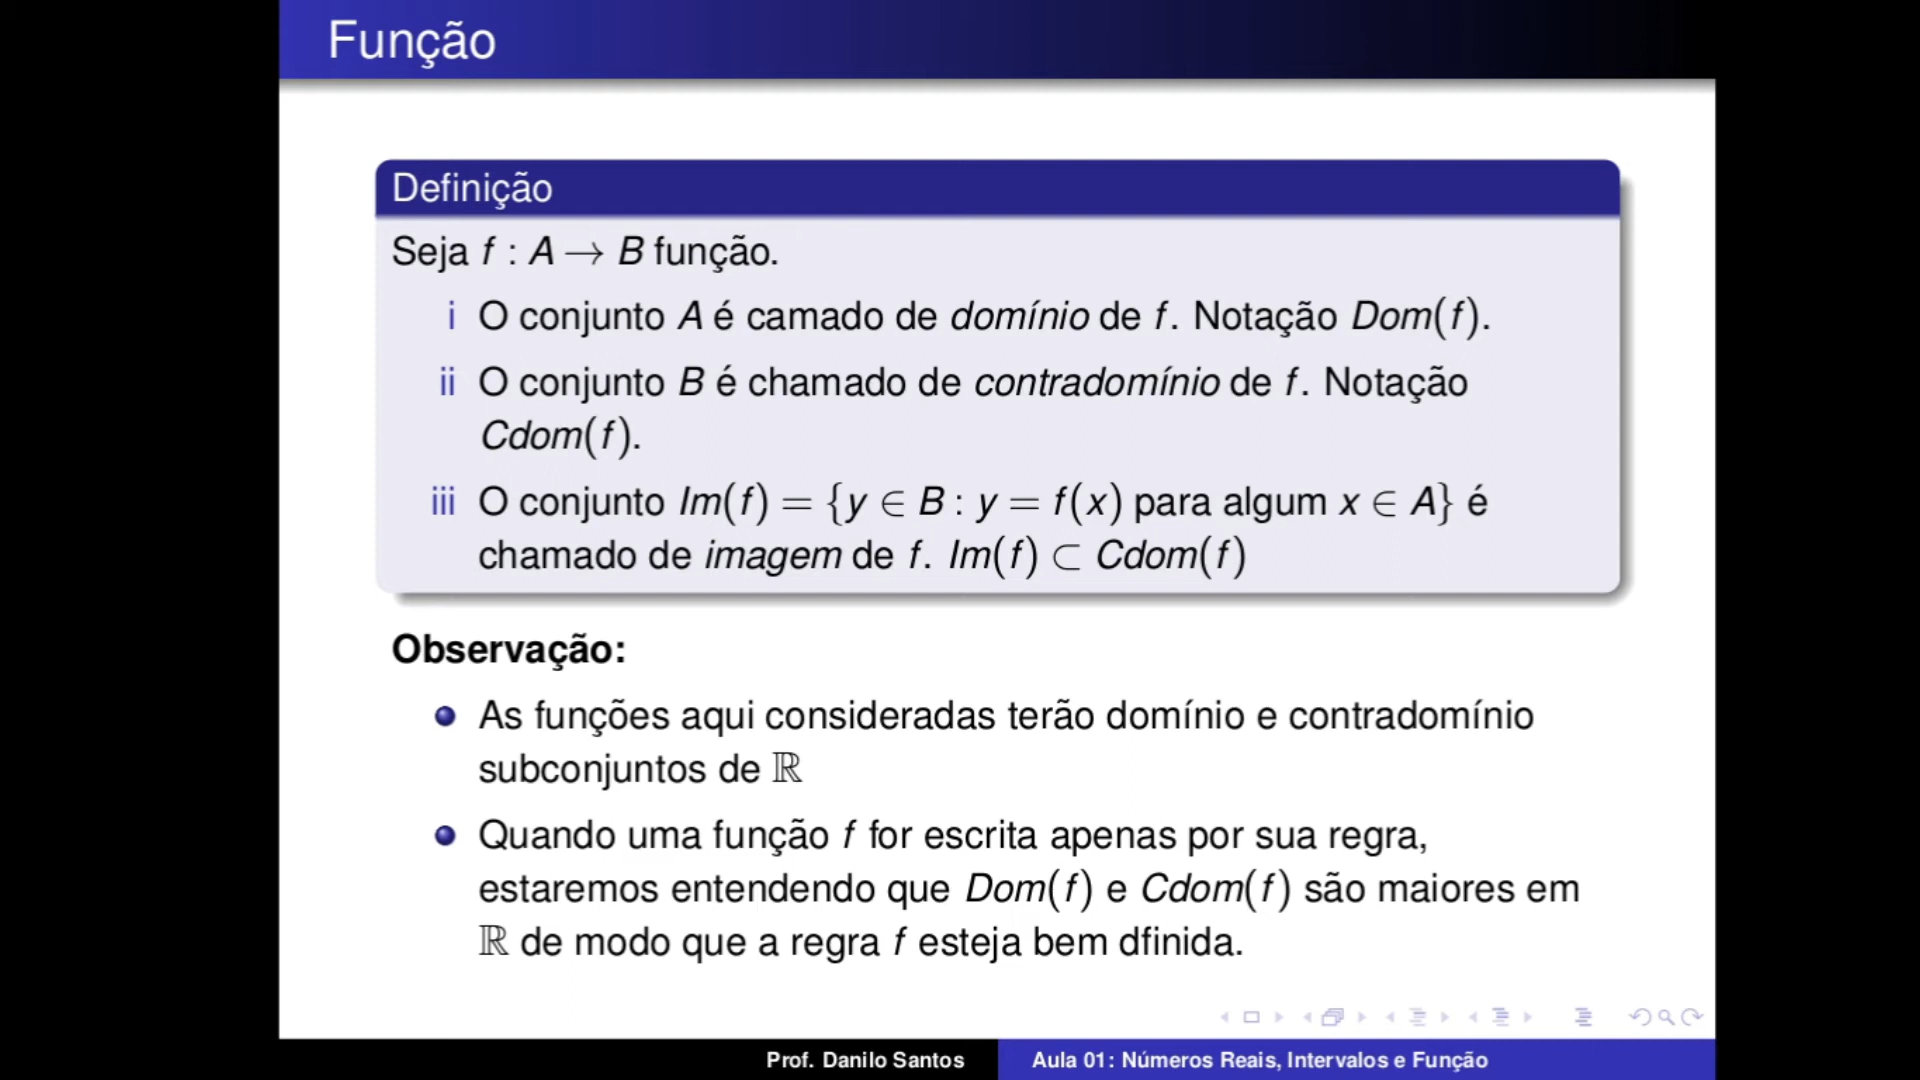 Função
Definição
Seja f : A → B função.
i O conjunto A é camado de domínio de f. Notação Dom(f).
ii O conjunto B é chamado de contradomínio de f. Notação
Cdom(f).
iii O conjunto Im(f) = {y ∈ B : y = f(x) para algum x ∈ A} é
chamado de imagem de f. Im(f) ⊂ Cdom(f)
Observação:
As funções aqui consideradas terão domínio e contradomínio
subconjuntos de ℝ
Quando uma função f for escrita apenas por sua regra,
estaremos entendendo que Dom(f) e Cdom(f) são maiores em
ℝ de modo que a regra f esteja bem dfinida.
Prof. Danilo Santos
Aula 01: Números Reais, Intervalos e Função